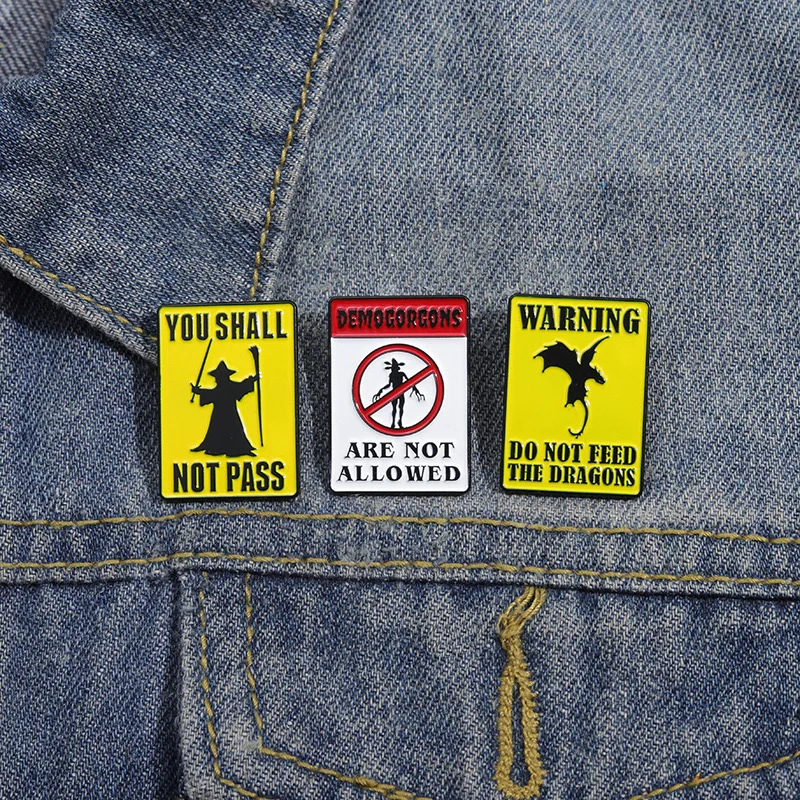 YOU SHALL
NOT PASS
DEMOGORGONS
ARE NOT
ALLOWED
WARNING
DO NOT FEED
THE DRAGONS